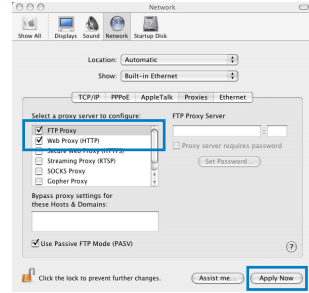 Network
Show All Displays Sound Network Startup Disk
Location: Automatic
Show: Built-in Ethernet
TCP/IP PPPoE AppleTalk Proxies Ethernet
Select a proxy server to configure: FTP Proxy Server
FTP Proxy
Web Proxy (HTTP)
:
Secure Web Proxy (HTTPS)
Proxy server requires password
Streaming Proxy (RTSP)
Set Password...
SOCKS Proxy
Gopher Proxy
Bypass proxy settings for
these Hosts & Domains:
Use Passive FTP Mode (PASV)
?
Click the lock to prevent further changes. Assist me... Apply Now